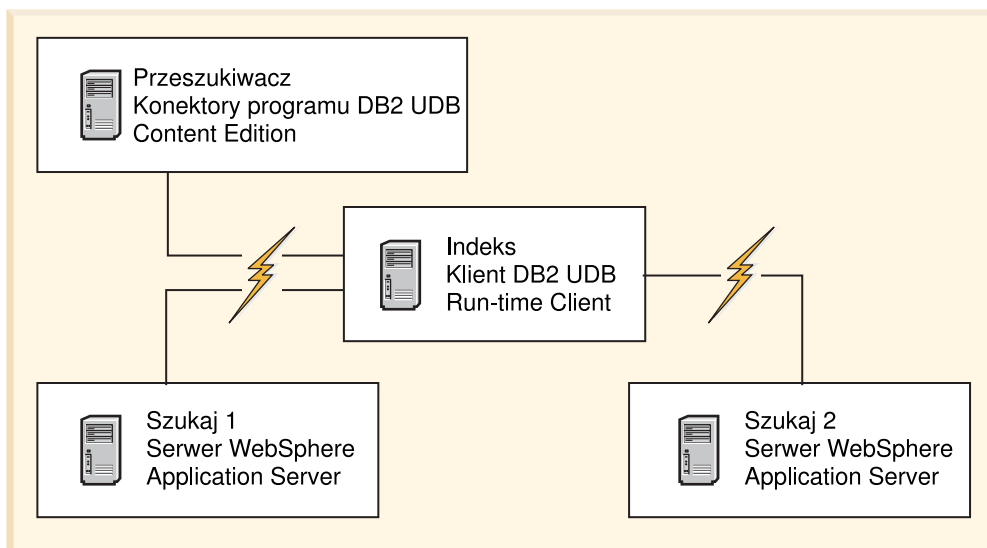 Przeszukiwacz
Konektory programu DB2 UDB
Content Edition
Indeks
Klient DB2 UDB
Run-time Client
Szukaj 1
Serwer WebSphere
Application Server
Szukaj 2
Serwer WebSphere
Application Server